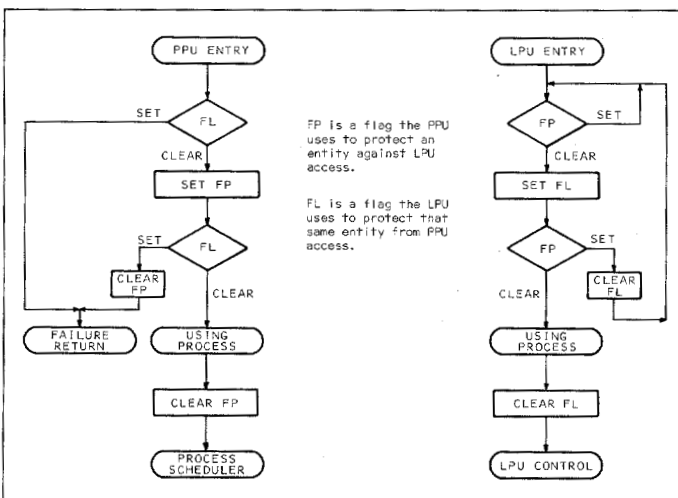 PPU ENTRY
SET
FL
CLEAR
SET FP
SET
FL
CLEAR
FP
CLEAR
FAILURE
RETURN
USING
PROCESS
CLEAR FP
PROCESS
SCHEDULER
FP is a flag the PPU
uses to protect an
entity against LPU
access.
FL is a flag the LPU
uses to protect that
same entity from PPU
access.
LPU ENTRY
FP
SET
CLEAR
SET FL
FP
SET
CLEAR
FL
CLEAR
USING
PROCESS
CLEAR FL
LPU CONTROL